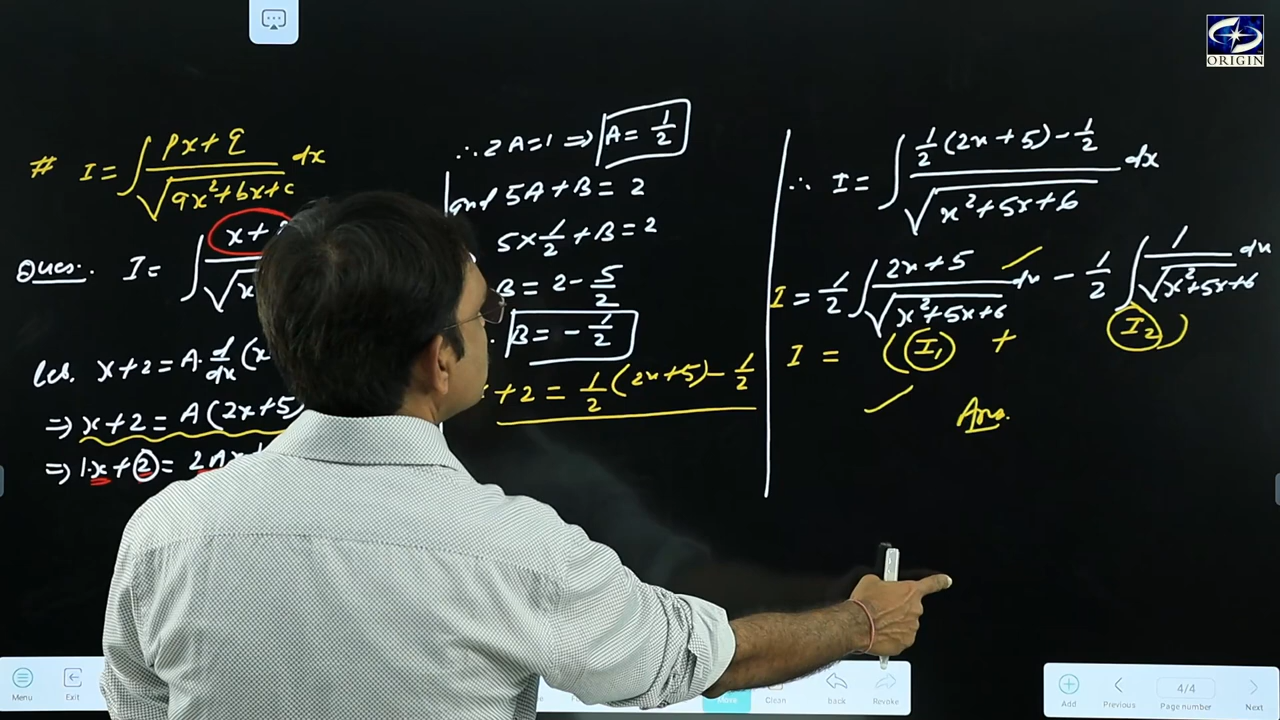 # I = ∫ px + q / √ax²+bx+c dx
Ques. I = ∫ x +
√x
let. x+2 = A. d/dx (x
⇒ x+2 = A(2x+5)
⇒ 1.x + 2 = 2Ax
∴ 2A=1 ⇒ A = 1/2
and 5A + B = 2
5×1/2 + B = 2
B = 2 - 5/2
B = - 1/2
+2 = 1/2 (2x+5) - 1/2
∴ I = ∫ 1/2 (2x+5) - 1/2 / √x²+5x+6 dx
I = 1/2 ∫ 2x+5 / √x²+5x+6 dx - 1/2 ∫ 1 / √x²+5x+6 dx
I = (I₁ + I₂)
Ans.
ORIGIN
Menu
Exit
Move
Clean
back
Revoke
Add
Previous
4/4
Page number
Next